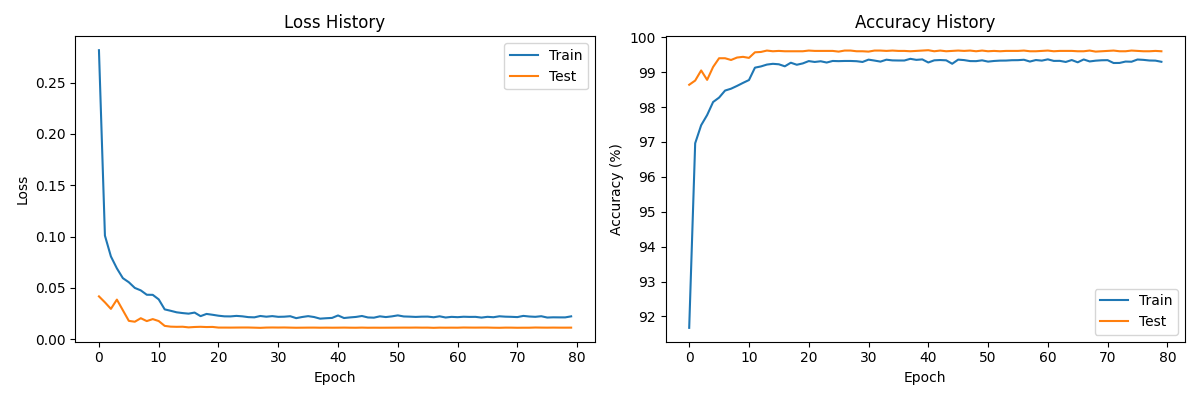 Loss History
Loss
0.25
0.20
0.15
0.10
0.05
0.00
0 10 20 30 40 50 60 70 80
Epoch
Train
Test
Accuracy History
Accuracy (%)
100
99
98
97
96
95
94
93
92
0 10 20 30 40 50 60 70 80
Epoch
Train
Test